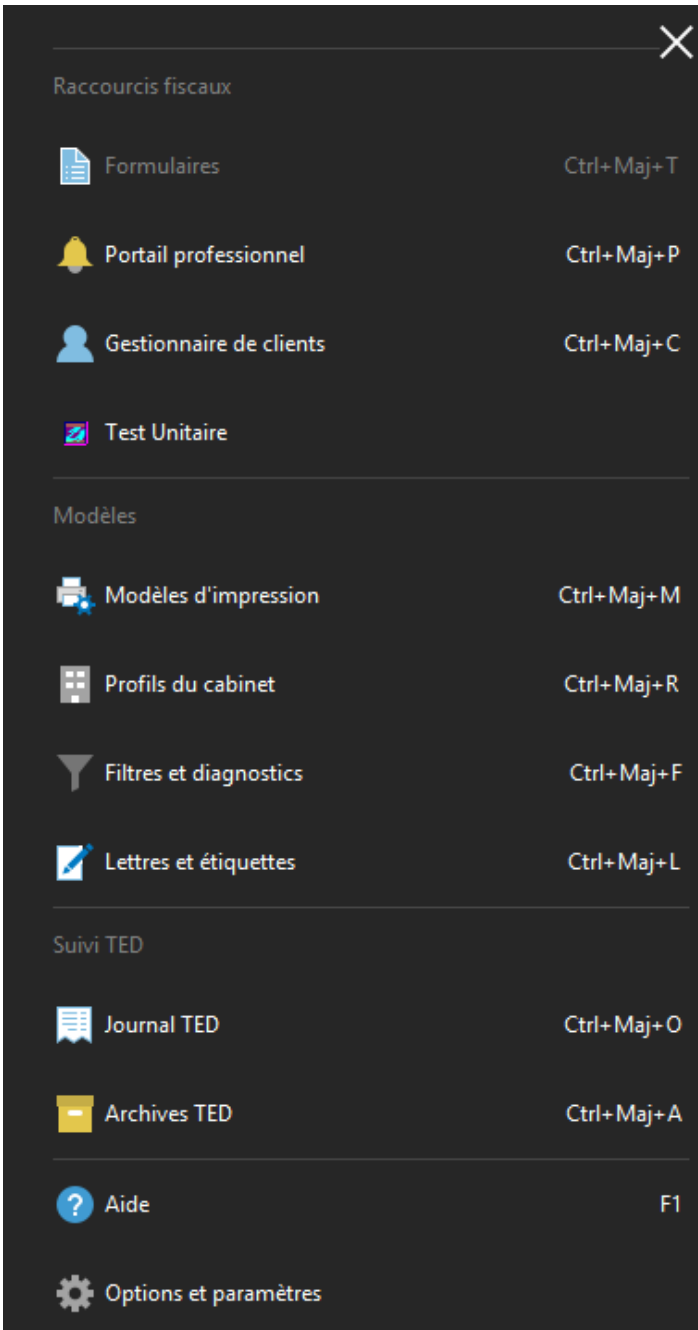 Raccourcis fiscaux
Formulaires Ctrl+Maj+T
Portail professionnel Ctrl+Maj+P
Gestionnaire de clients Ctrl+Maj+C
Test Unitaire
Modèles
Modèles d'impression Ctrl+Maj+M
Profils du cabinet Ctrl+Maj+R
Filtres et diagnostics Ctrl+Maj+F
Lettres et étiquettes Ctrl+Maj+L
Suivi TED
Journal TED Ctrl+Maj+O
Archives TED Ctrl+Maj+A
Aide F1
Options et paramètres